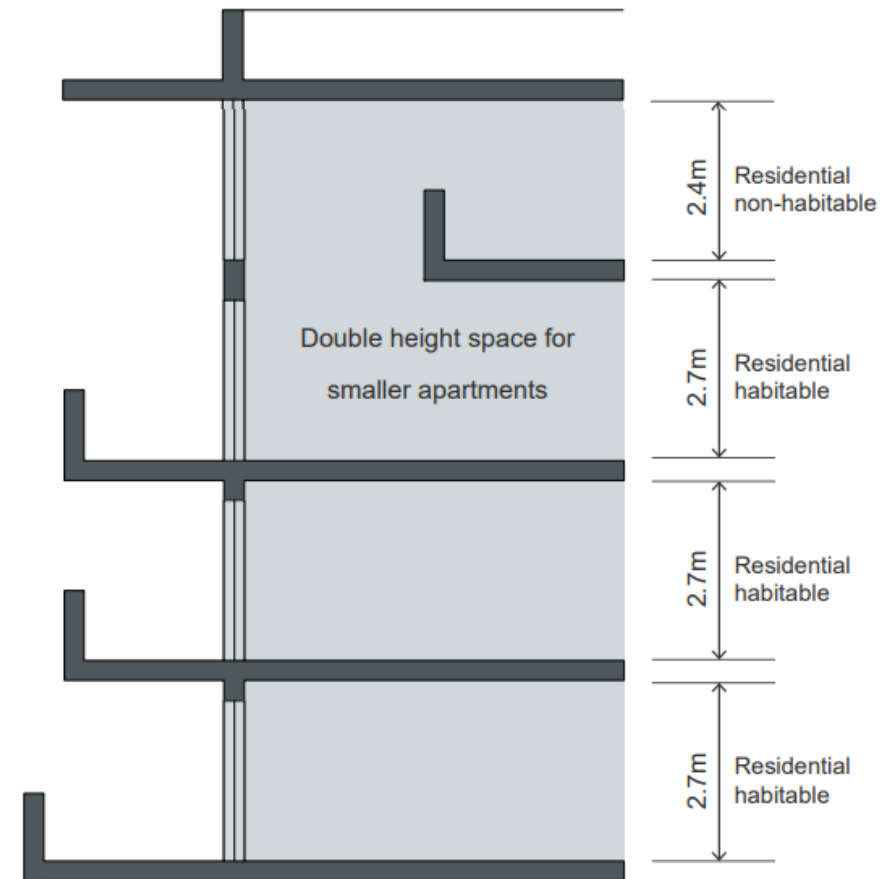 2.4m
Residential
non-habitable
Double height space for
smaller apartments
2.7m
Residential
habitable
2.7m
Residential
habitable
2.7m
Residential
habitable